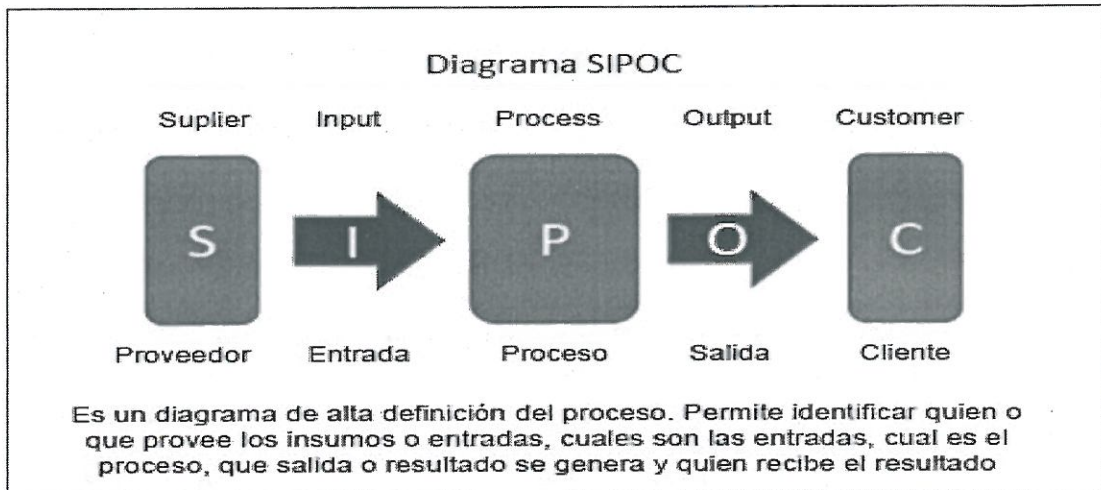 Diagrama SIPOC
Suplier Input Process Output Customer
S I P O C
Proveedor Entrada Proceso Salida Cliente
Es un diagrama de alta definición del proceso. Permite identificar quien o
que provee los insumos o entradas, cuales son las entradas, cual es el
proceso, que salida o resultado se genera y quien recibe el resultado